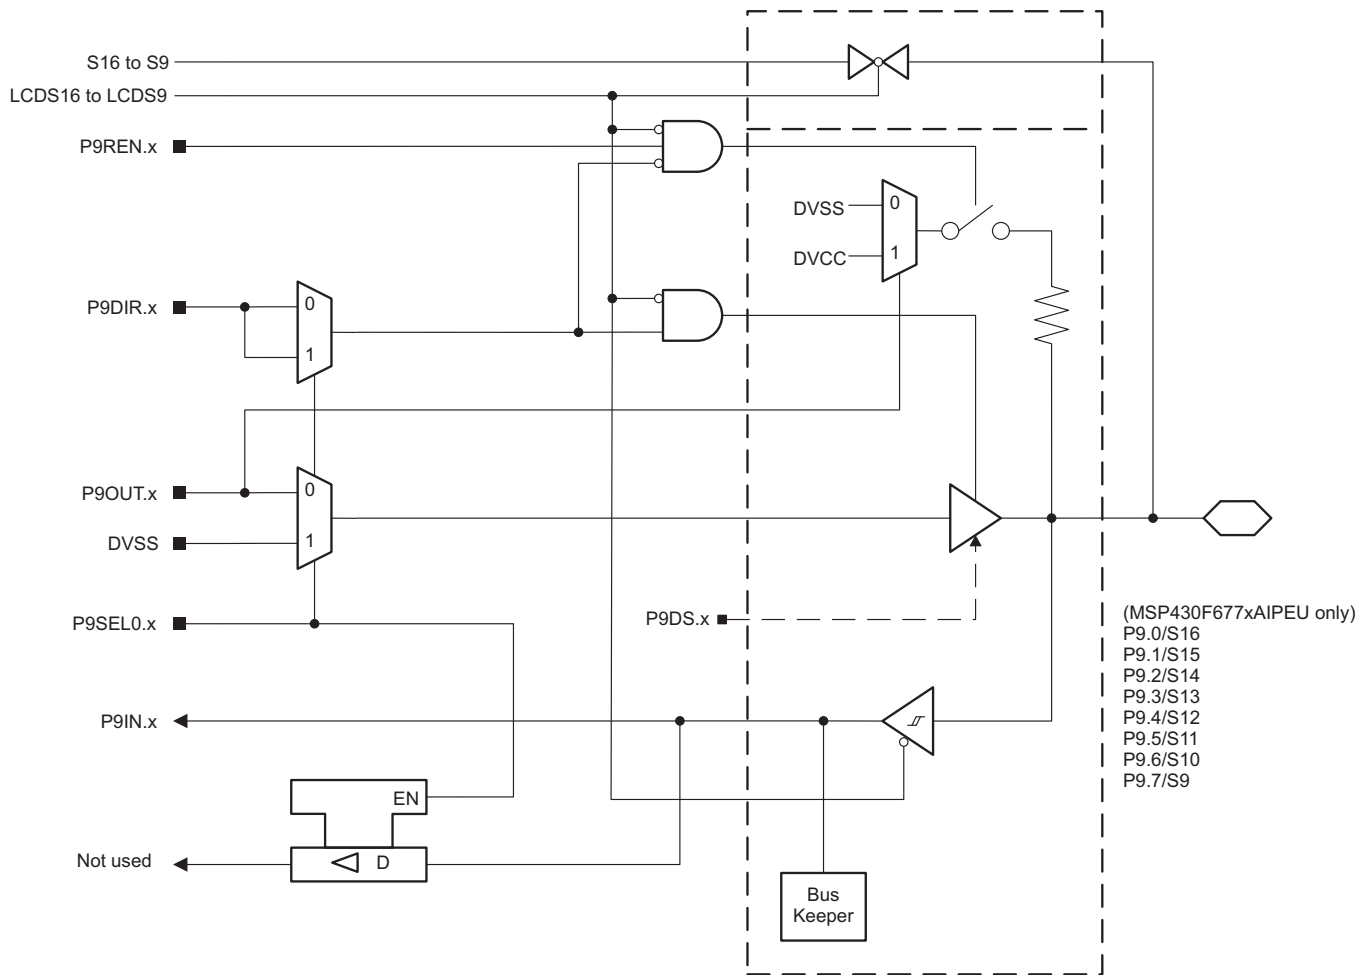 S16 to S9
LCDS16 to LCDS9
P9REN.x
DVSS
0
DVCC
1
P9DIR.x
0
1
P9OUT.x
0
DVSS
1
P9SEL0.x
P9DS.x
(MSP430F677xAIPEU only)
P9.0/S16
P9.1/S15
P9.2/S14
P9.3/S13
P9.4/S12
P9.5/S11
P9.6/S10
P9.7/S9
P9IN.x
EN
Not used
D
Bus
Keeper